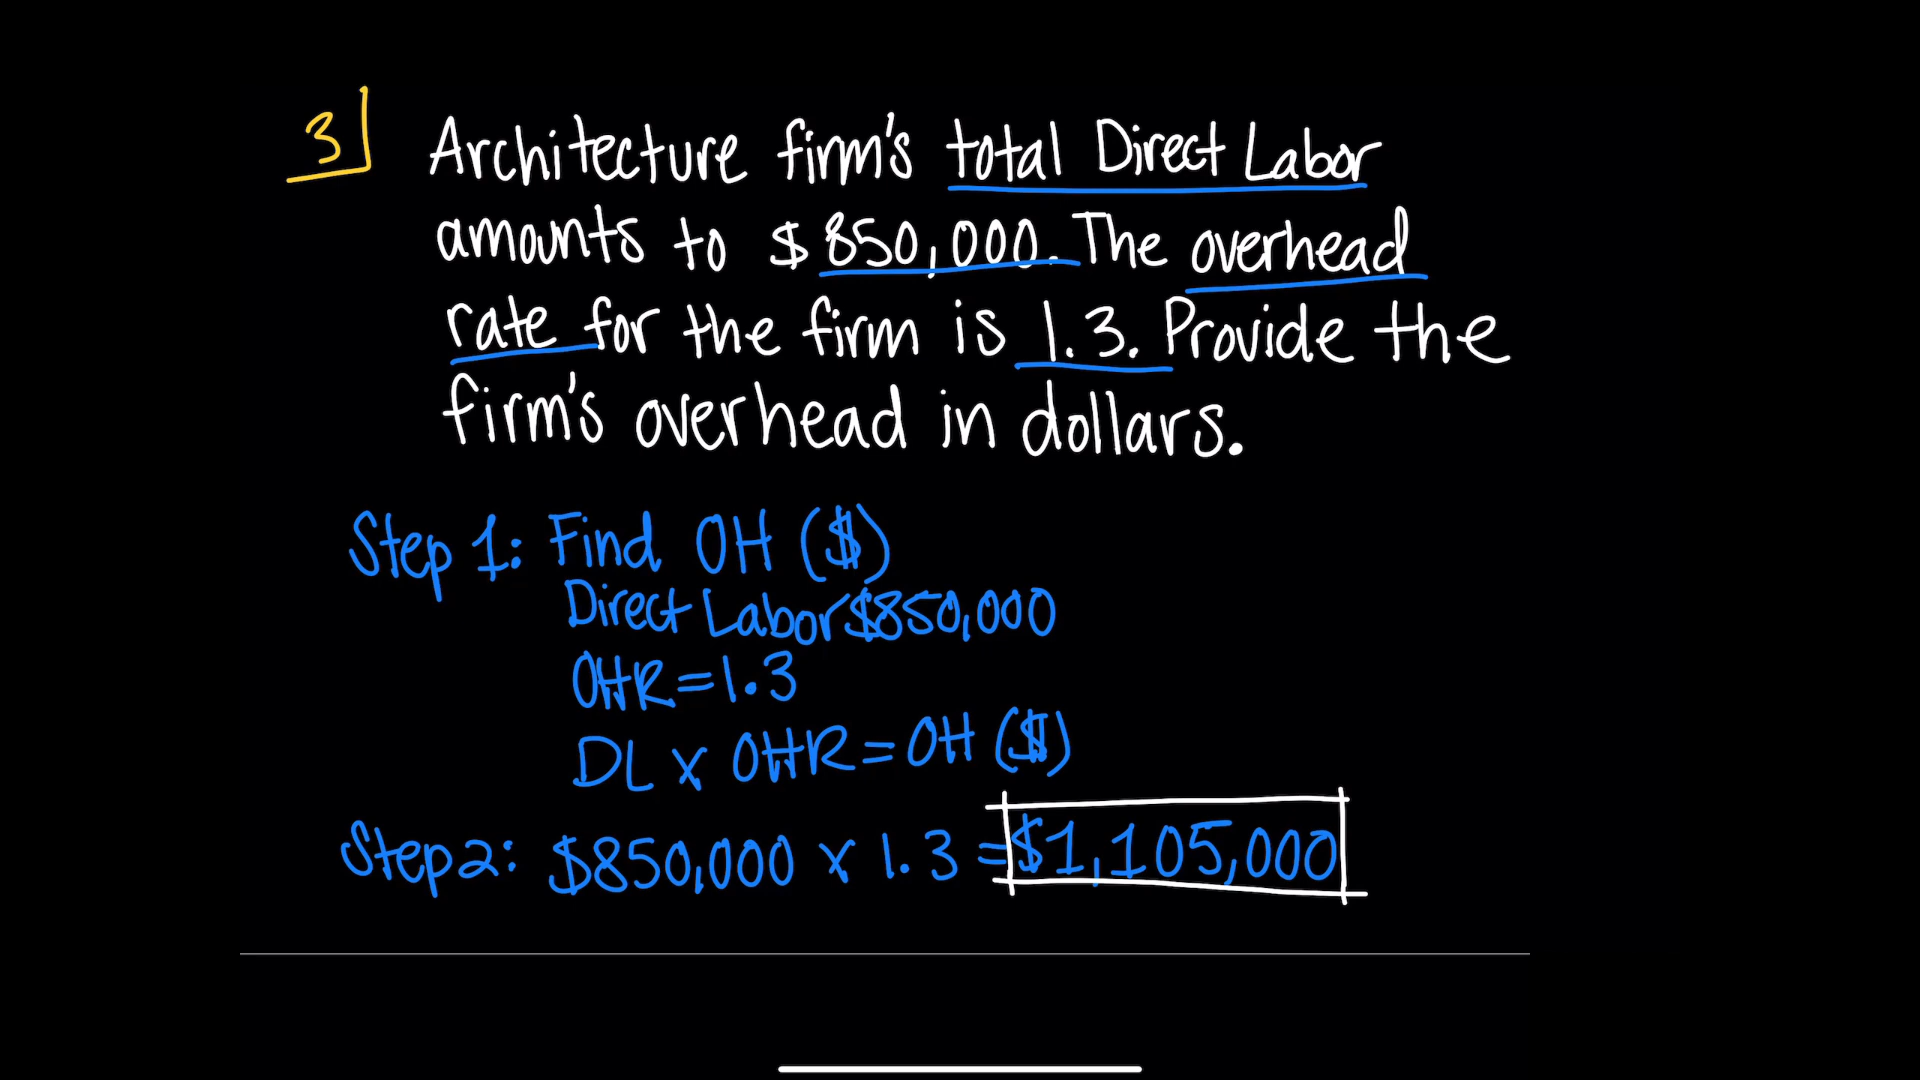 3
Architecture firm's total Direct Labor
amounts to $850,000. The overhead
rate for the firm is 1.3. Provide the
firm's overhead in dollars.
Step 1: Find OH ($)
Direct Labor $850,000
OHR=1.3
DL x OHR=OH ($)
Step2: $850,000 x 1.3 =$1,105,000